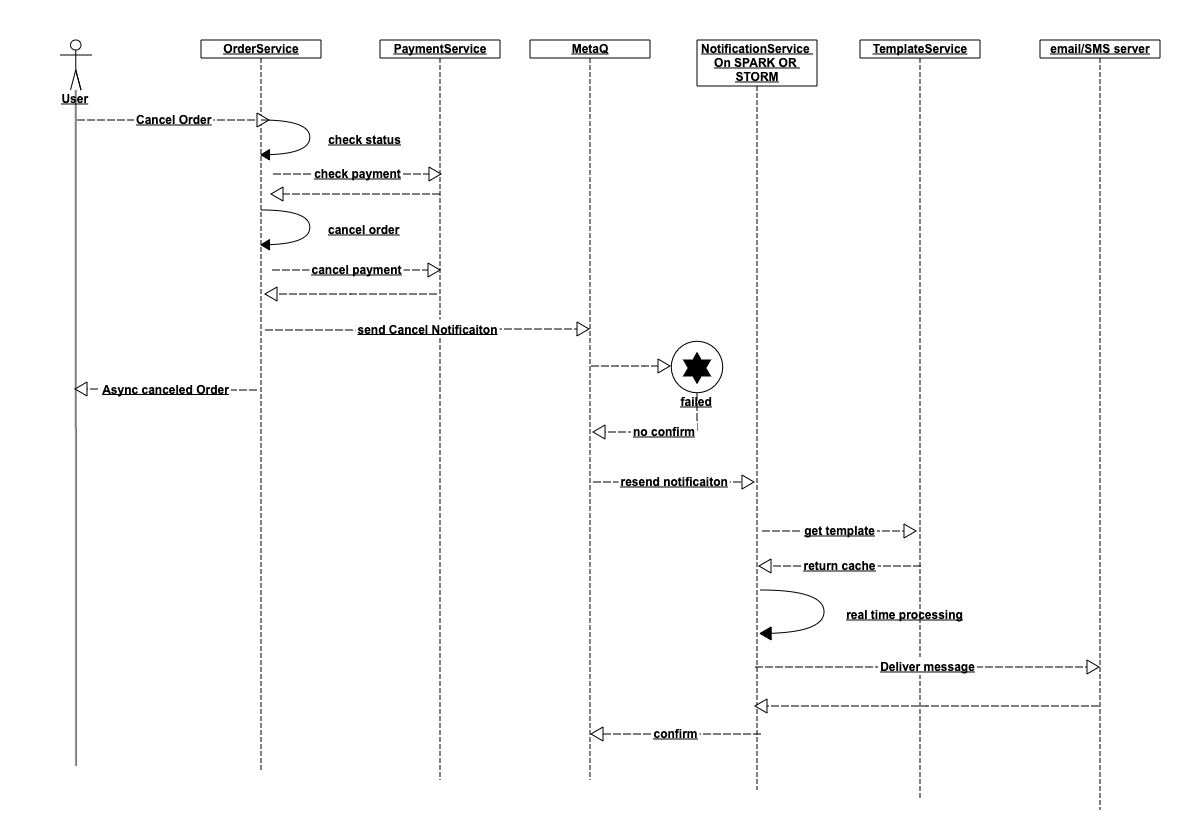 OrderService
PaymentService
MetaQ
NotificationService
On SPARK OR
STORM
TemplateService
email/SMS server
User
Cancel Order
check status
check payment
cancel order
cancel payment
send Cancel Notificaiton
Async canceled Order
failed
no confirm
resend notificaiton
get template
return cache
real time processing
Deliver message
confirm